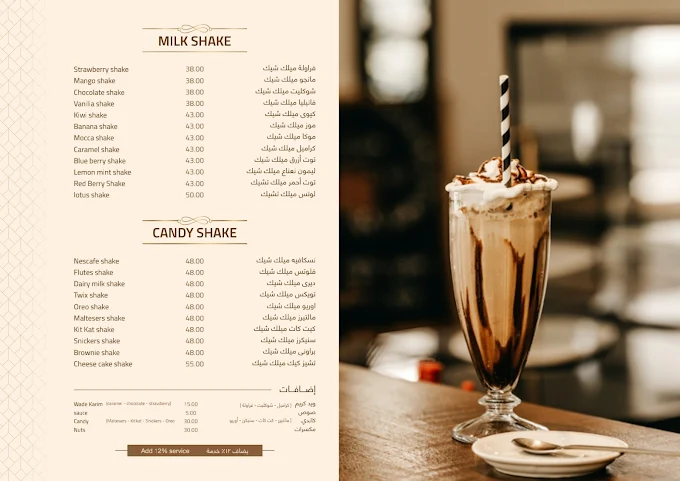 MILK SHAKE
Strawberry shake 38.00 فراولة ميلك شيك
Mango shake 38.00 مانجو ميلك شيك
Chocolate shake 38.00 شوكليت ميلك شيك
Vanilia shake 38.00 فانيليا ميلك شيك
Kiwi shake 43.00 كيوى ميلك شيك
Banana shake 43.00 موز ميلك شيك
Mocca shake 43.00 موكا ميلك شيك
Caramel shake 43.00 كراميل ميلك شيك
Blue berry shake 43.00 توت أزرق ميلك شيك
Lemon mint shake 43.00 ليمون نعناع ميلك شيك
Red Berry Shake 43.00 توت أحمر ميلك تشيك
lotus shake 50.00 لوتس ميلك تشيك
CANDY SHAKE
Nescafe shake 48.00 نسكافيه ميلك شيك
Flutes shake 48.00 فلوتس ميلك شيك
Dairy milk shake 48.00 ديرى ميلك شيك
Twix shake 48.00 تويكس ميلك شيك
Oreo shake 48.00 اوريو ميلك شيك
Maltesers shake 48.00 مالتيزر ميلك شيك
Kit Kat shake 48.00 كيت كات ميلك شيك
Snickers shake 48.00 سنيكرز ميلك شيك
Brownie shake 48.00 براونى ميلك شيك
Cheese cake shake 55.00 تشيز كيك ميلك شيك
إضــافــات
Wade Karim (Caramel - chocolate - strawberry) 15.00 ويد كريم (كراميل - شوكليت - فراولة)
sauce 5.00 صوص
Candy (Maltesers - Kitkat - Snickers - Oreo 30.00 كاندي
Nuts 30.00 مكسرات
Add 12% service يضاف ١٢٪ خدمة